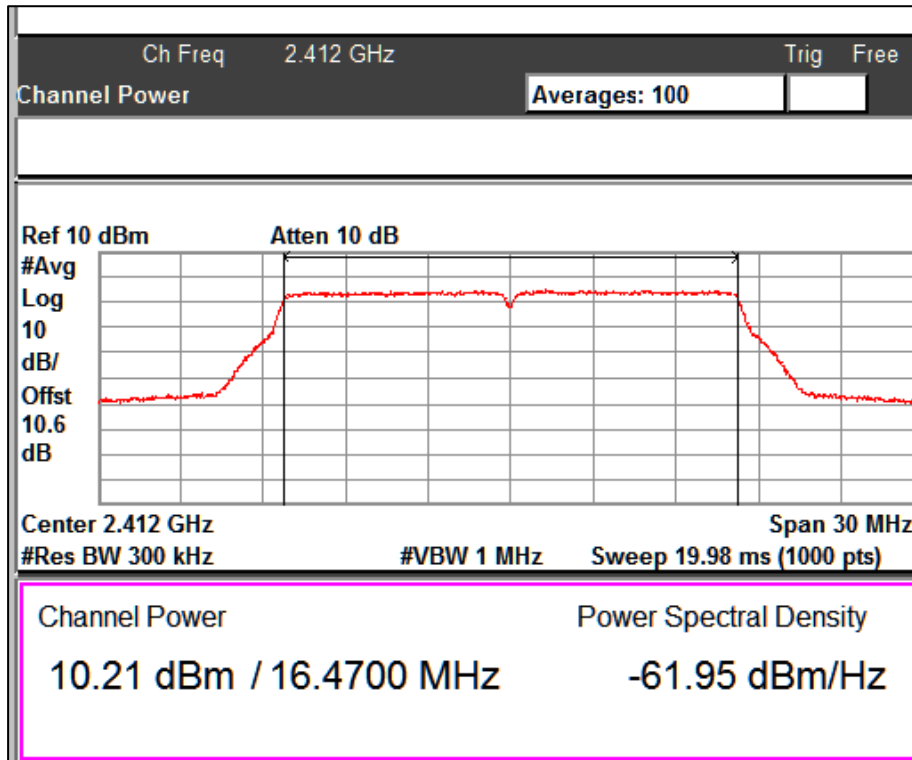 Ch Freq 2.412 GHz Trig Free
Channel Power Averages: 100
Ref 10 dBm Atten 10 dB
#Avg
Log
10
dB/
Offst
10.6
dB
Center 2.412 GHz Span 30 MHz
#Res BW 300 kHz #VBW 1 MHz Sweep 19.98 ms (1000 pts)
Channel Power Power Spectral Density
10.21 dBm / 16.4700 MHz -61.95 dBm/Hz